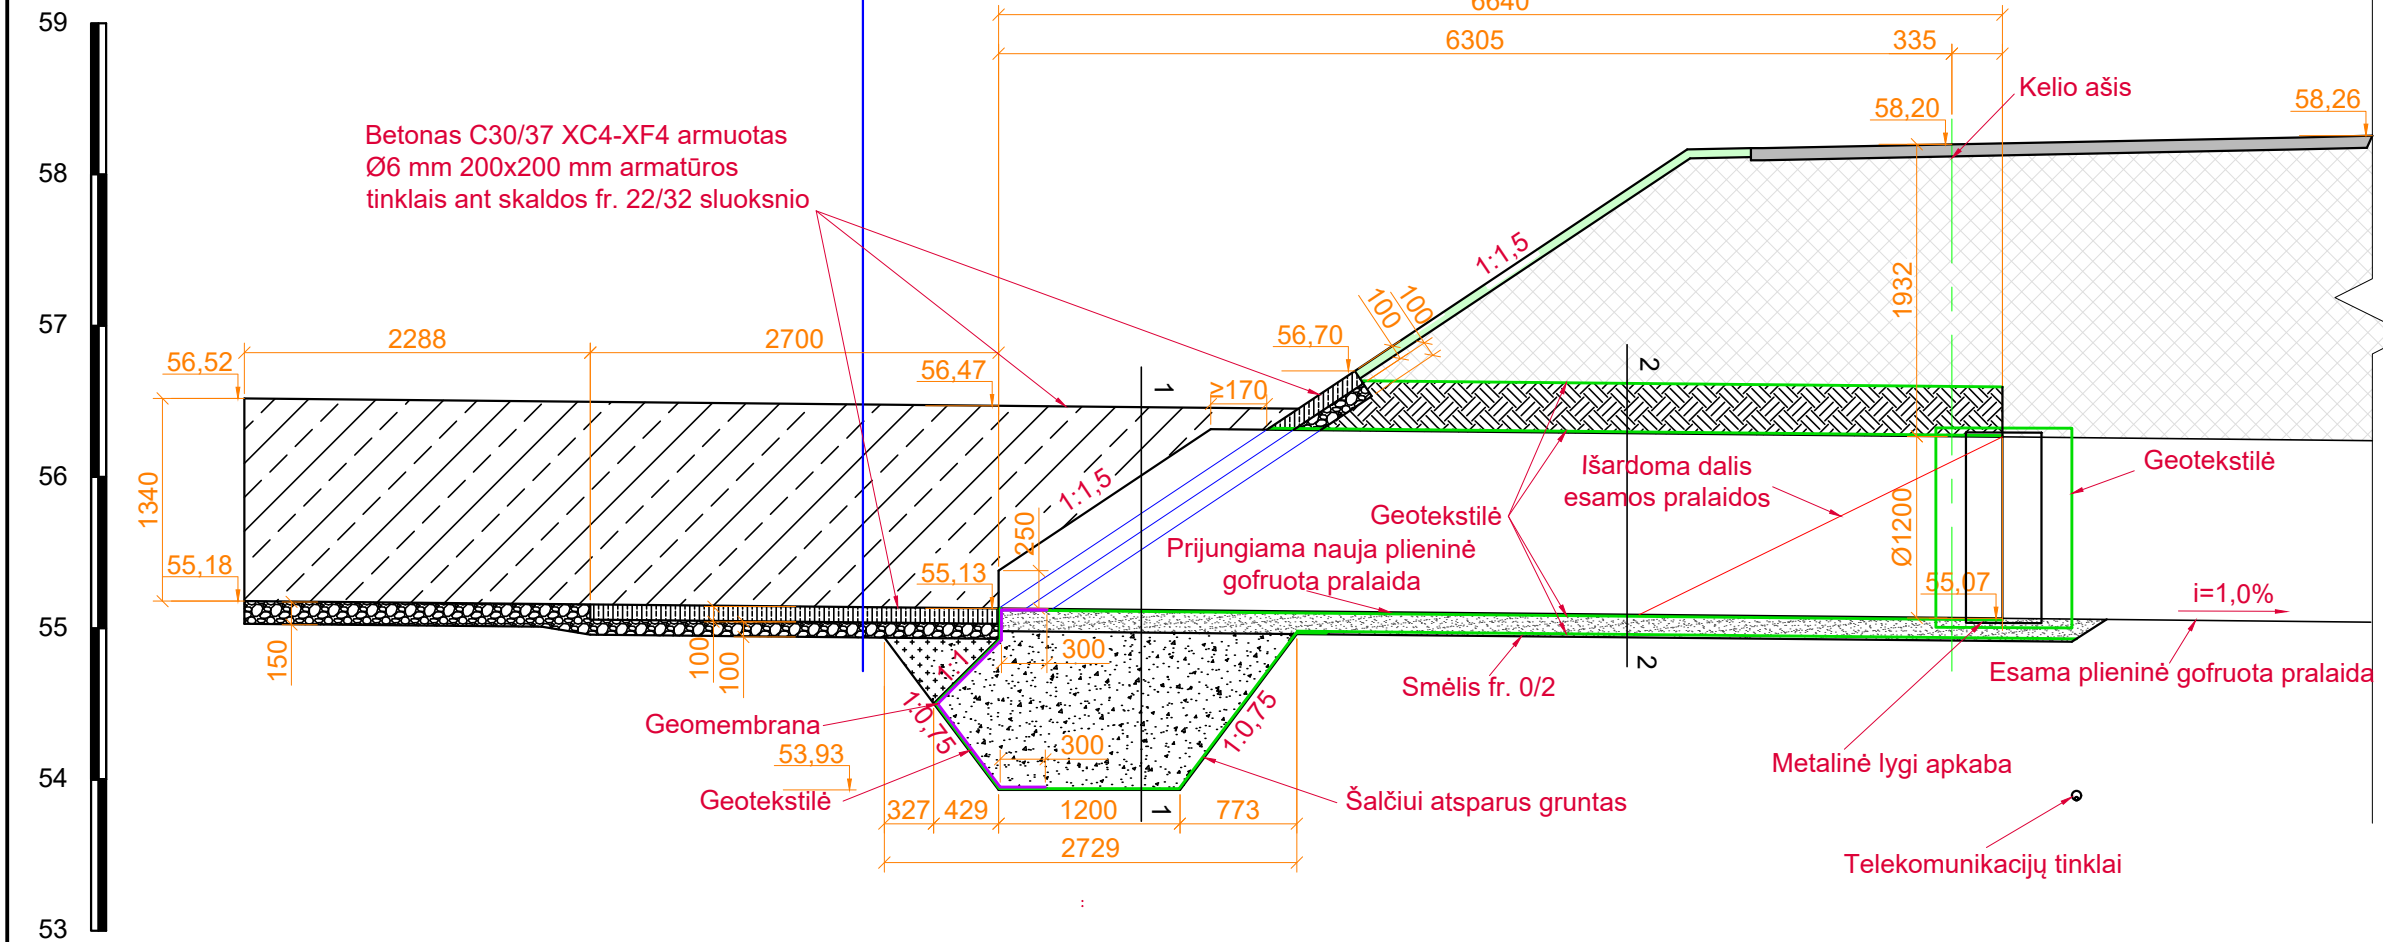 59
58
57
56
55
54
53
6640
6305
335
Kelio ašis
58,20
58,26
Betonas C30/37 XC4-XF4 armuotas
Ø6 mm 200x200 mm armatūros
tinklais ant skaldos fr. 22/32 sluoksnio
1:1,5
1932
100
100
2288
2700
56,70
56,52
56,47
≥170
1
2
1340
1:1,5
Išardoma dalis
esamos pralaidos
Geotekstilė
Geotekstilė
Ø1200
250
Prijungiama nauja plieninė
gofruota pralaida
55,18
55,13
55,07
i=1,0%
150
100
100
1:1
300
2
Smėlis fr. 0/2
Esama plieninė gofruota pralaida
Geomembrana
1:0,75
1:0,75
53,93
300
Metalinė lygi apkaba
Geotekstilė
Šalčiui atsparus gruntas
327
429
1200
1
773
2729
Telekomunikacijų tinklai
: